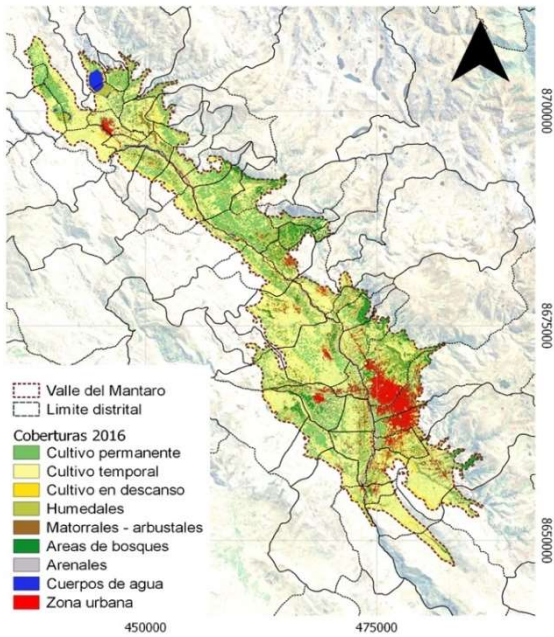 8700000
8675000
8650000
Valle del Mantaro
Limite distrital
Coberturas 2016
Cultivo permanente
Cultivo temporal
Cultivo en descanso
Humedales
Matorrales - arbustales
Areas de bosques
Arenales
Cuerpos de agua
Zona urbana
450000
475000